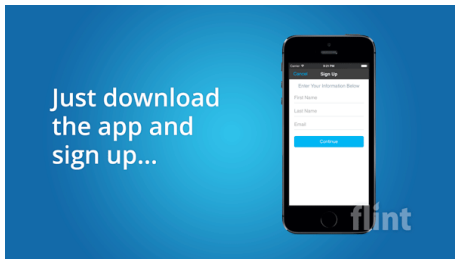 Just download
the app and
sign up...
Cancel Sign Up
Enter Your Information Below
First Name
Last Name
Email
Continue
flint